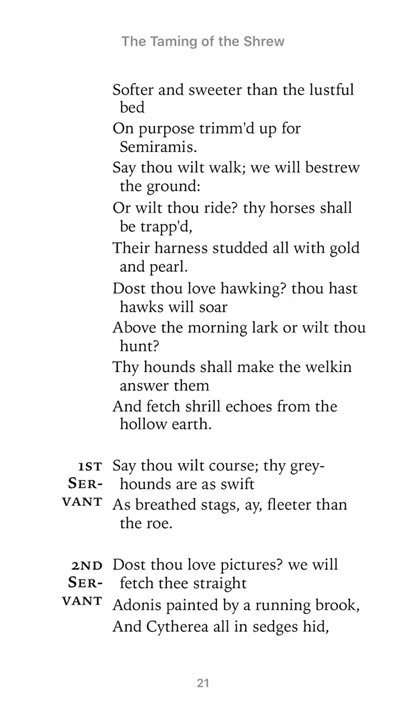 The Taming of the Shrew
Softer and sweeter than the lustful
bed
On purpose trimm'd up for
Semiramis.
Say thou wilt walk; we will bestrew
the ground:
Or wilt thou ride? thy horses shall
be trapp'd,
Their harness studded all with gold
and pearl.
Dost thou love hawking? thou hast
hawks will soar
Above the morning lark or wilt thou
hunt?
Thy hounds shall make the welkin
answer them
And fetch shrill echoes from the
hollow earth.
1ST Say thou wilt course; thy grey-
SER- hounds are as swift
VANT As breathed stags, ay, fleeter than
the roe.
2ND Dost thou love pictures? we will
SER- fetch thee straight
VANT Adonis painted by a running brook,
And Cytherea all in sedges hid,
21